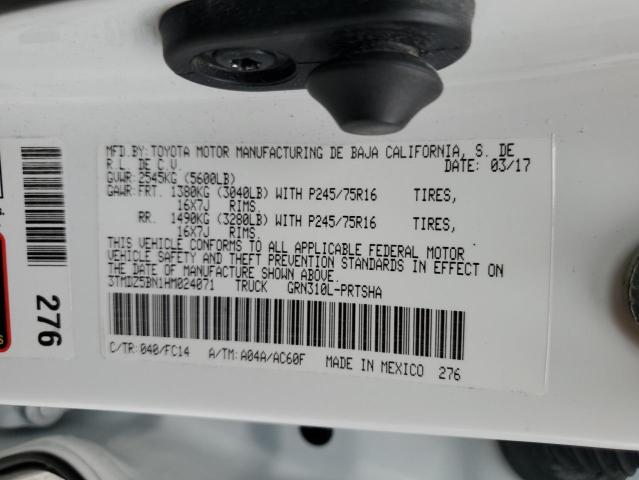 MFD.BY:TOYOTA MOTOR MANUFACTURING DE BAJA CALIFORNIA, S. DE
R L. DE C.V. DATE: 03/17
GVWR:2545KG (5600LB)
GAWR:FRT. 1380KG (3040LB) WITH P245/75R16 TIRES,
16X7J RIMS.
RR. 1490KG (3280LB) WITH P245/75R16 TIRES,
16X7J RIMS.
THIS VEHICLE CONFORMS TO ALL APPLICABLE FEDERAL MOTOR
VEHICLE SAFETY AND THEFT PREVENTION STANDARDS IN EFFECT ON
THE DATE OF MANUFACTURE SHOWN ABOVE.
3TMDZ5BN1HM024071 TRUCK GRN310L-PRTSHA
C/TR: 040/FC14 A/TM: A04A/AC60F MADE IN MEXICO 276
276